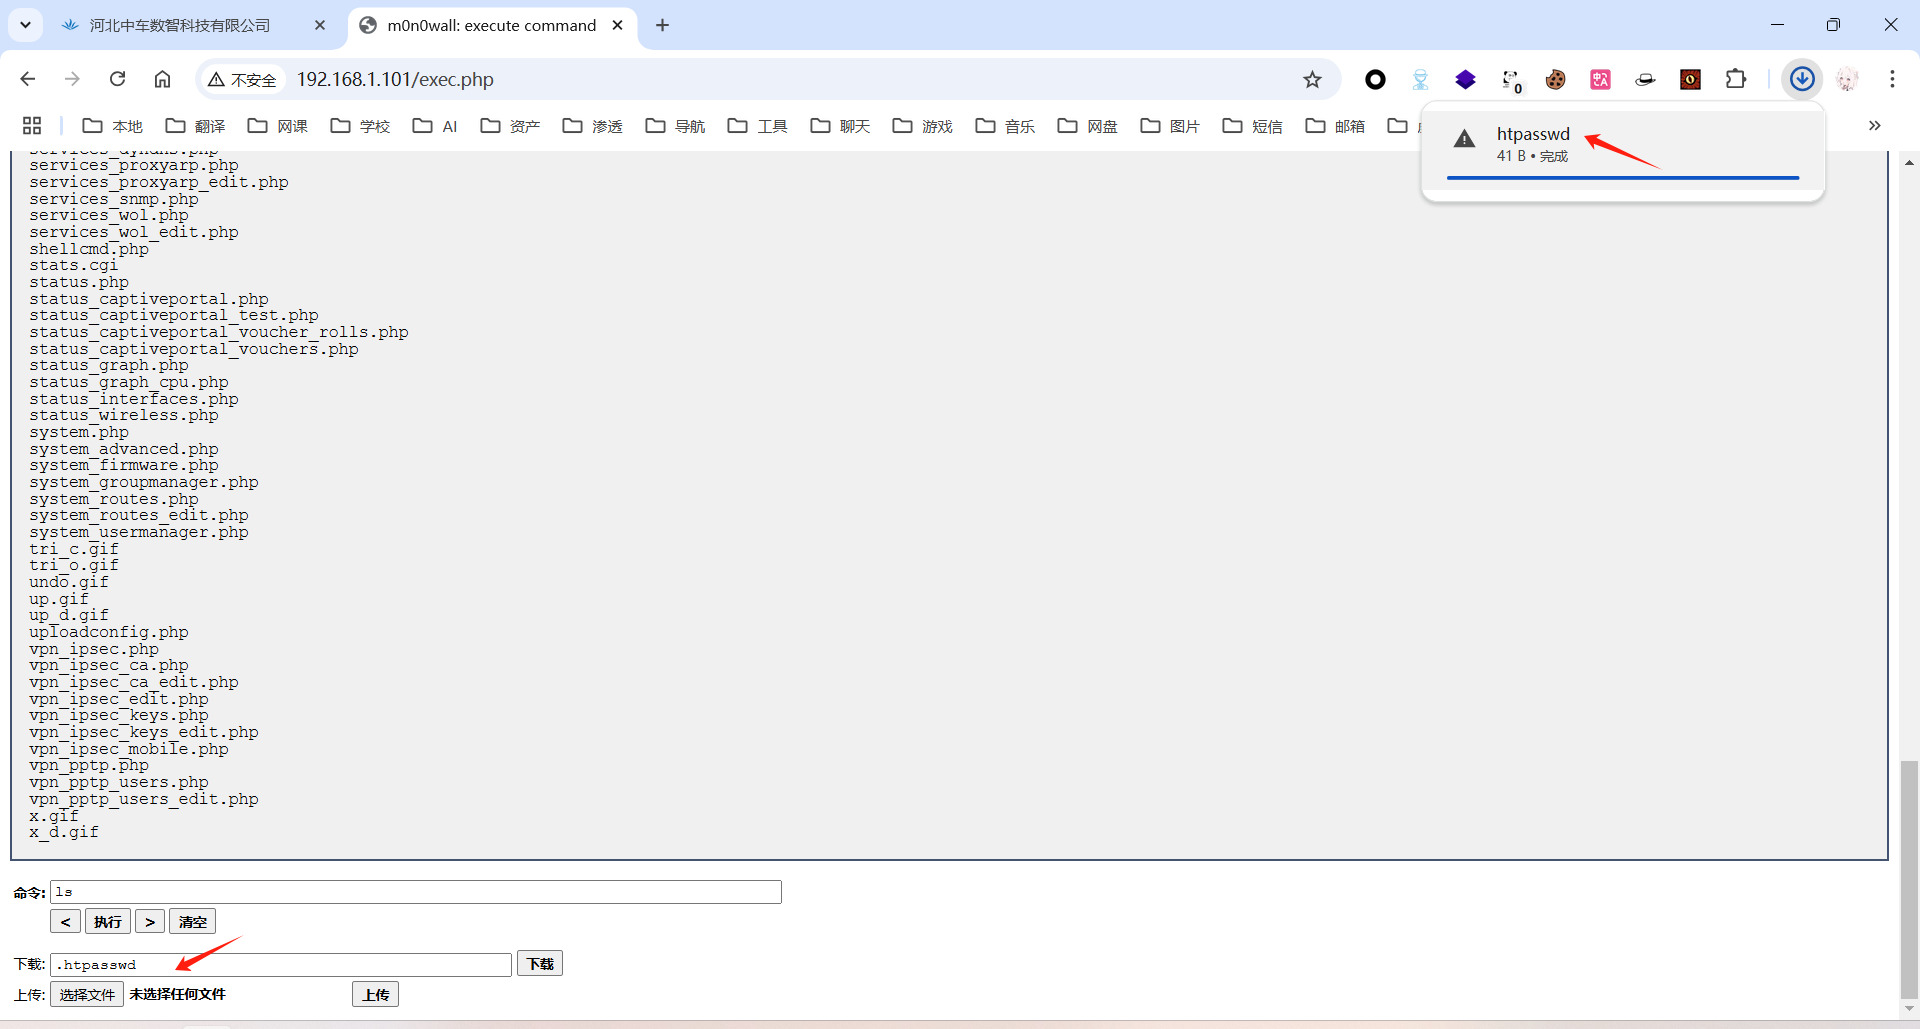 河北中车数智科技有限公司
m0n0wall: execute command
不安全
192.168.1.101/exec.php
0
本地
翻译
网课
学校
AI
资产
渗透
导航
工具
聊天
游戏
音乐
网盘
图片
短信
邮箱
htpasswd
41 B • 完成
services_dyndns.php
services_proxyarp.php
services_proxyarp_edit.php
services_snmp.php
services_wol.php
services_wol_edit.php
shellcmd.php
stats.cgi
status.php
status_captiveportal.php
status_captiveportal_test.php
status_captiveportal_voucher_rolls.php
status_captiveportal_vouchers.php
status_graph.php
status_graph_cpu.php
status_interfaces.php
status_wireless.php
system.php
system_advanced.php
system_firmware.php
system_groupmanager.php
system_routes.php
system_routes_edit.php
system_usermanager.php
tri_c.gif
tri_o.gif
undo.gif
up.gif
up_d.gif
uploadconfig.php
vpn_ipsec.php
vpn_ipsec_ca.php
vpn_ipsec_ca_edit.php
vpn_ipsec_edit.php
vpn_ipsec_keys.php
vpn_ipsec_keys_edit.php
vpn_ipsec_mobile.php
vpn_pptp.php
vpn_pptp_users.php
vpn_pptp_users_edit.php
x.gif
x_d.gif
命令: ls
< 执行 > 清空
下载: .htpasswd 下载
上传: 选择文件 未选择任何文件 上传